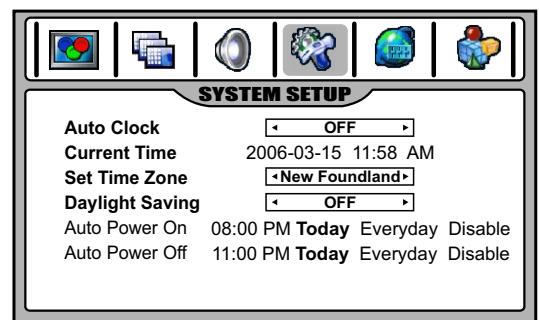 SYSTEM SETUP
Auto Clock OFF
Current Time 2006-03-15 11:58 AM
Set Time Zone New Foundland
Daylight Saving OFF
Auto Power On 08:00 PM Today Everyday Disable
Auto Power Off 11:00 PM Today Everyday Disable